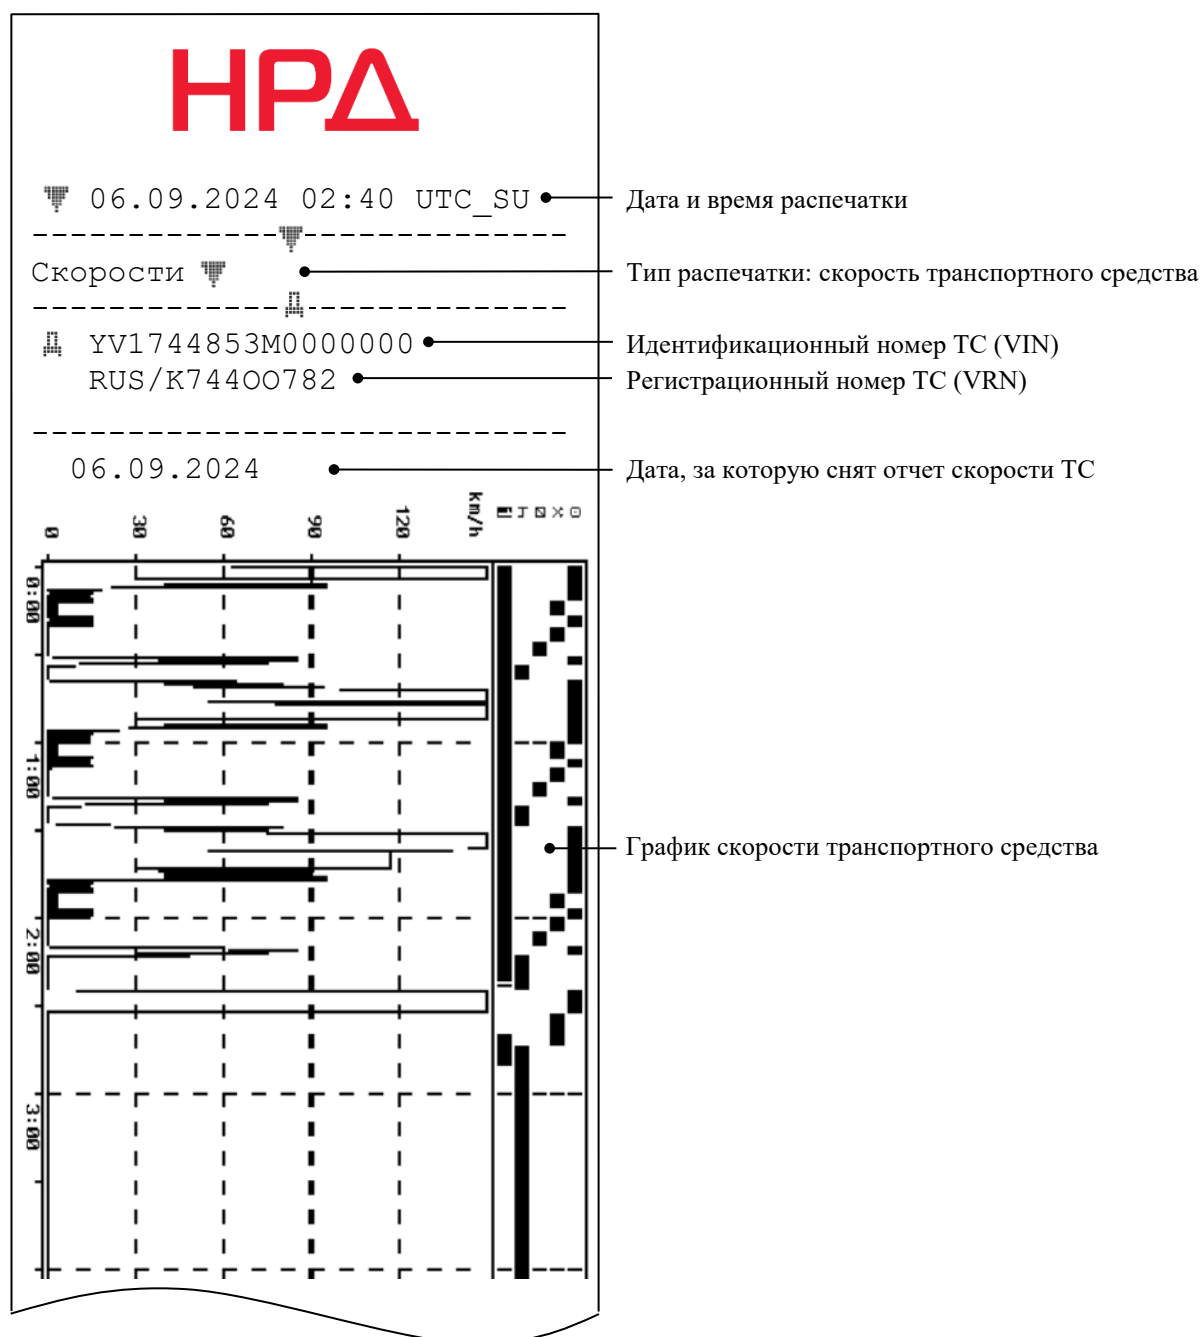 НРД
06.09.2024 02:40 UTC_SU
Дата и время распечатки
Скорости
Тип распечатки: скорость транспортного средства
YV1744853M0000000
Идентификационный номер ТС (VIN)
RUS/K744OO782
Регистрационный номер ТС (VRN)
06.09.2024
Дата, за которую снят отчет скорости ТС
0 30 60 90 120 km/h
0:00
1:00
График скорости транспортного средства
2:00
3:00